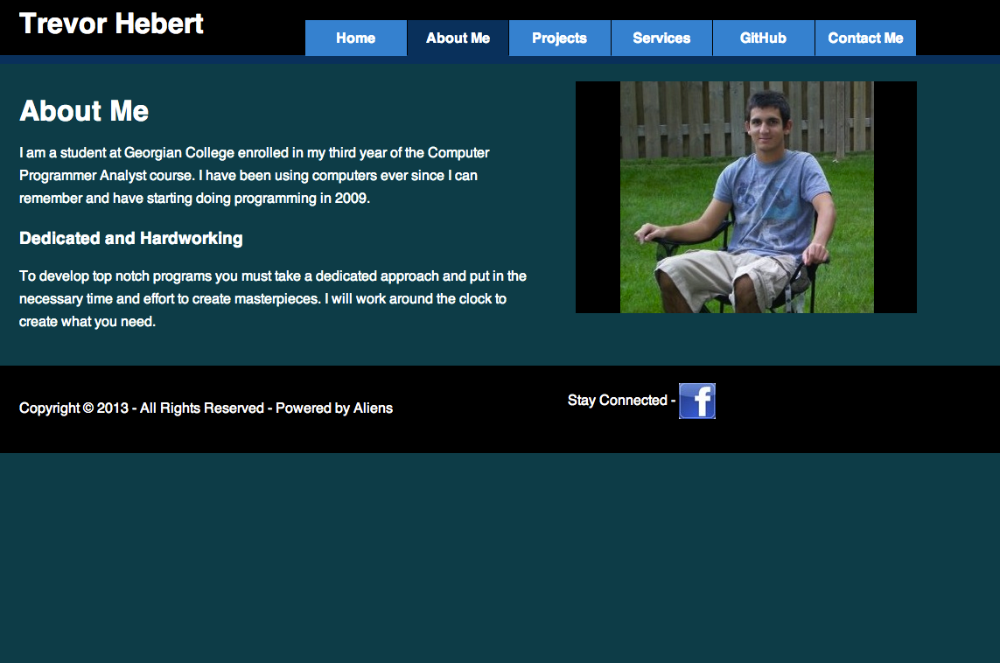 Trevor Hebert
Home
About Me
Projects
Services
GitHub
Contact Me
About Me
I am a student at Georgian College enrolled in my third year of the Computer
Programmer Analyst course. I have been using computers ever since I can
remember and have starting doing programming in 2009.
Dedicated and Hardworking
To develop top notch programs you must take a dedicated approach and put in the
necessary time and effort to create masterpieces. I will work around the clock to
create what you need.
Copyright © 2013 - All Rights Reserved - Powered by Aliens
Stay Connected - f